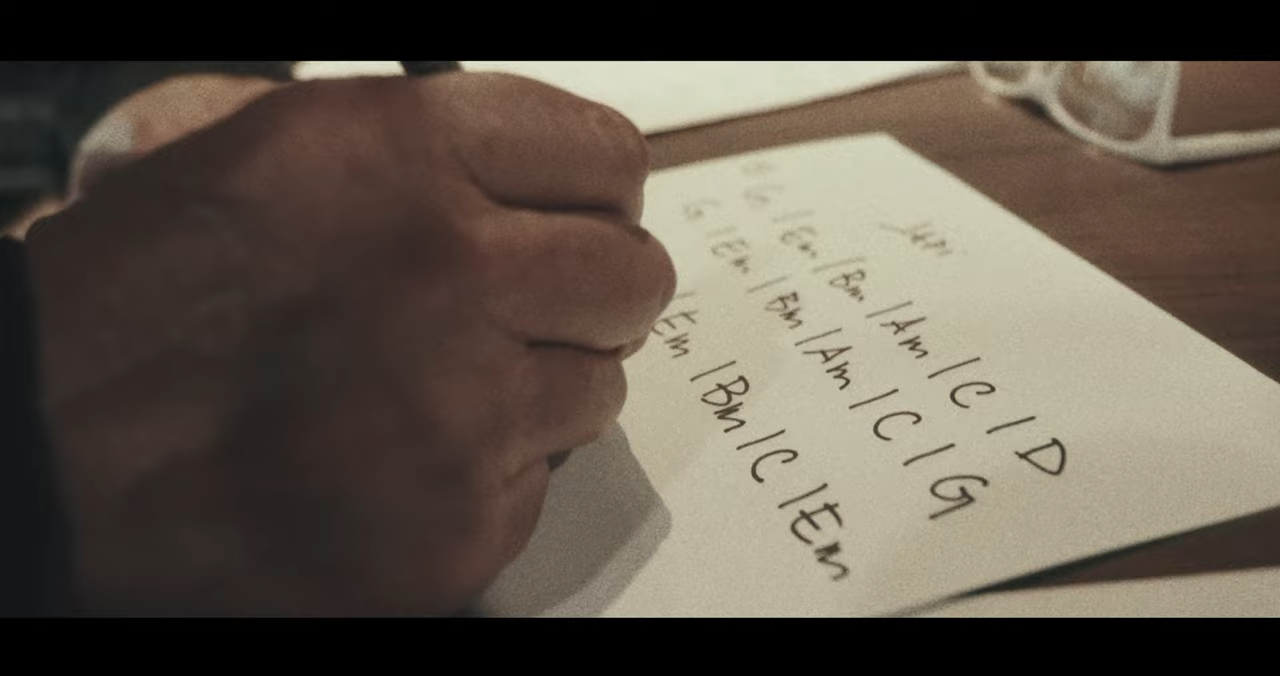 G | Em | Bm | Am | C | D
G | Em | Bm | Am | C | G
| Em | Bm | C | Em